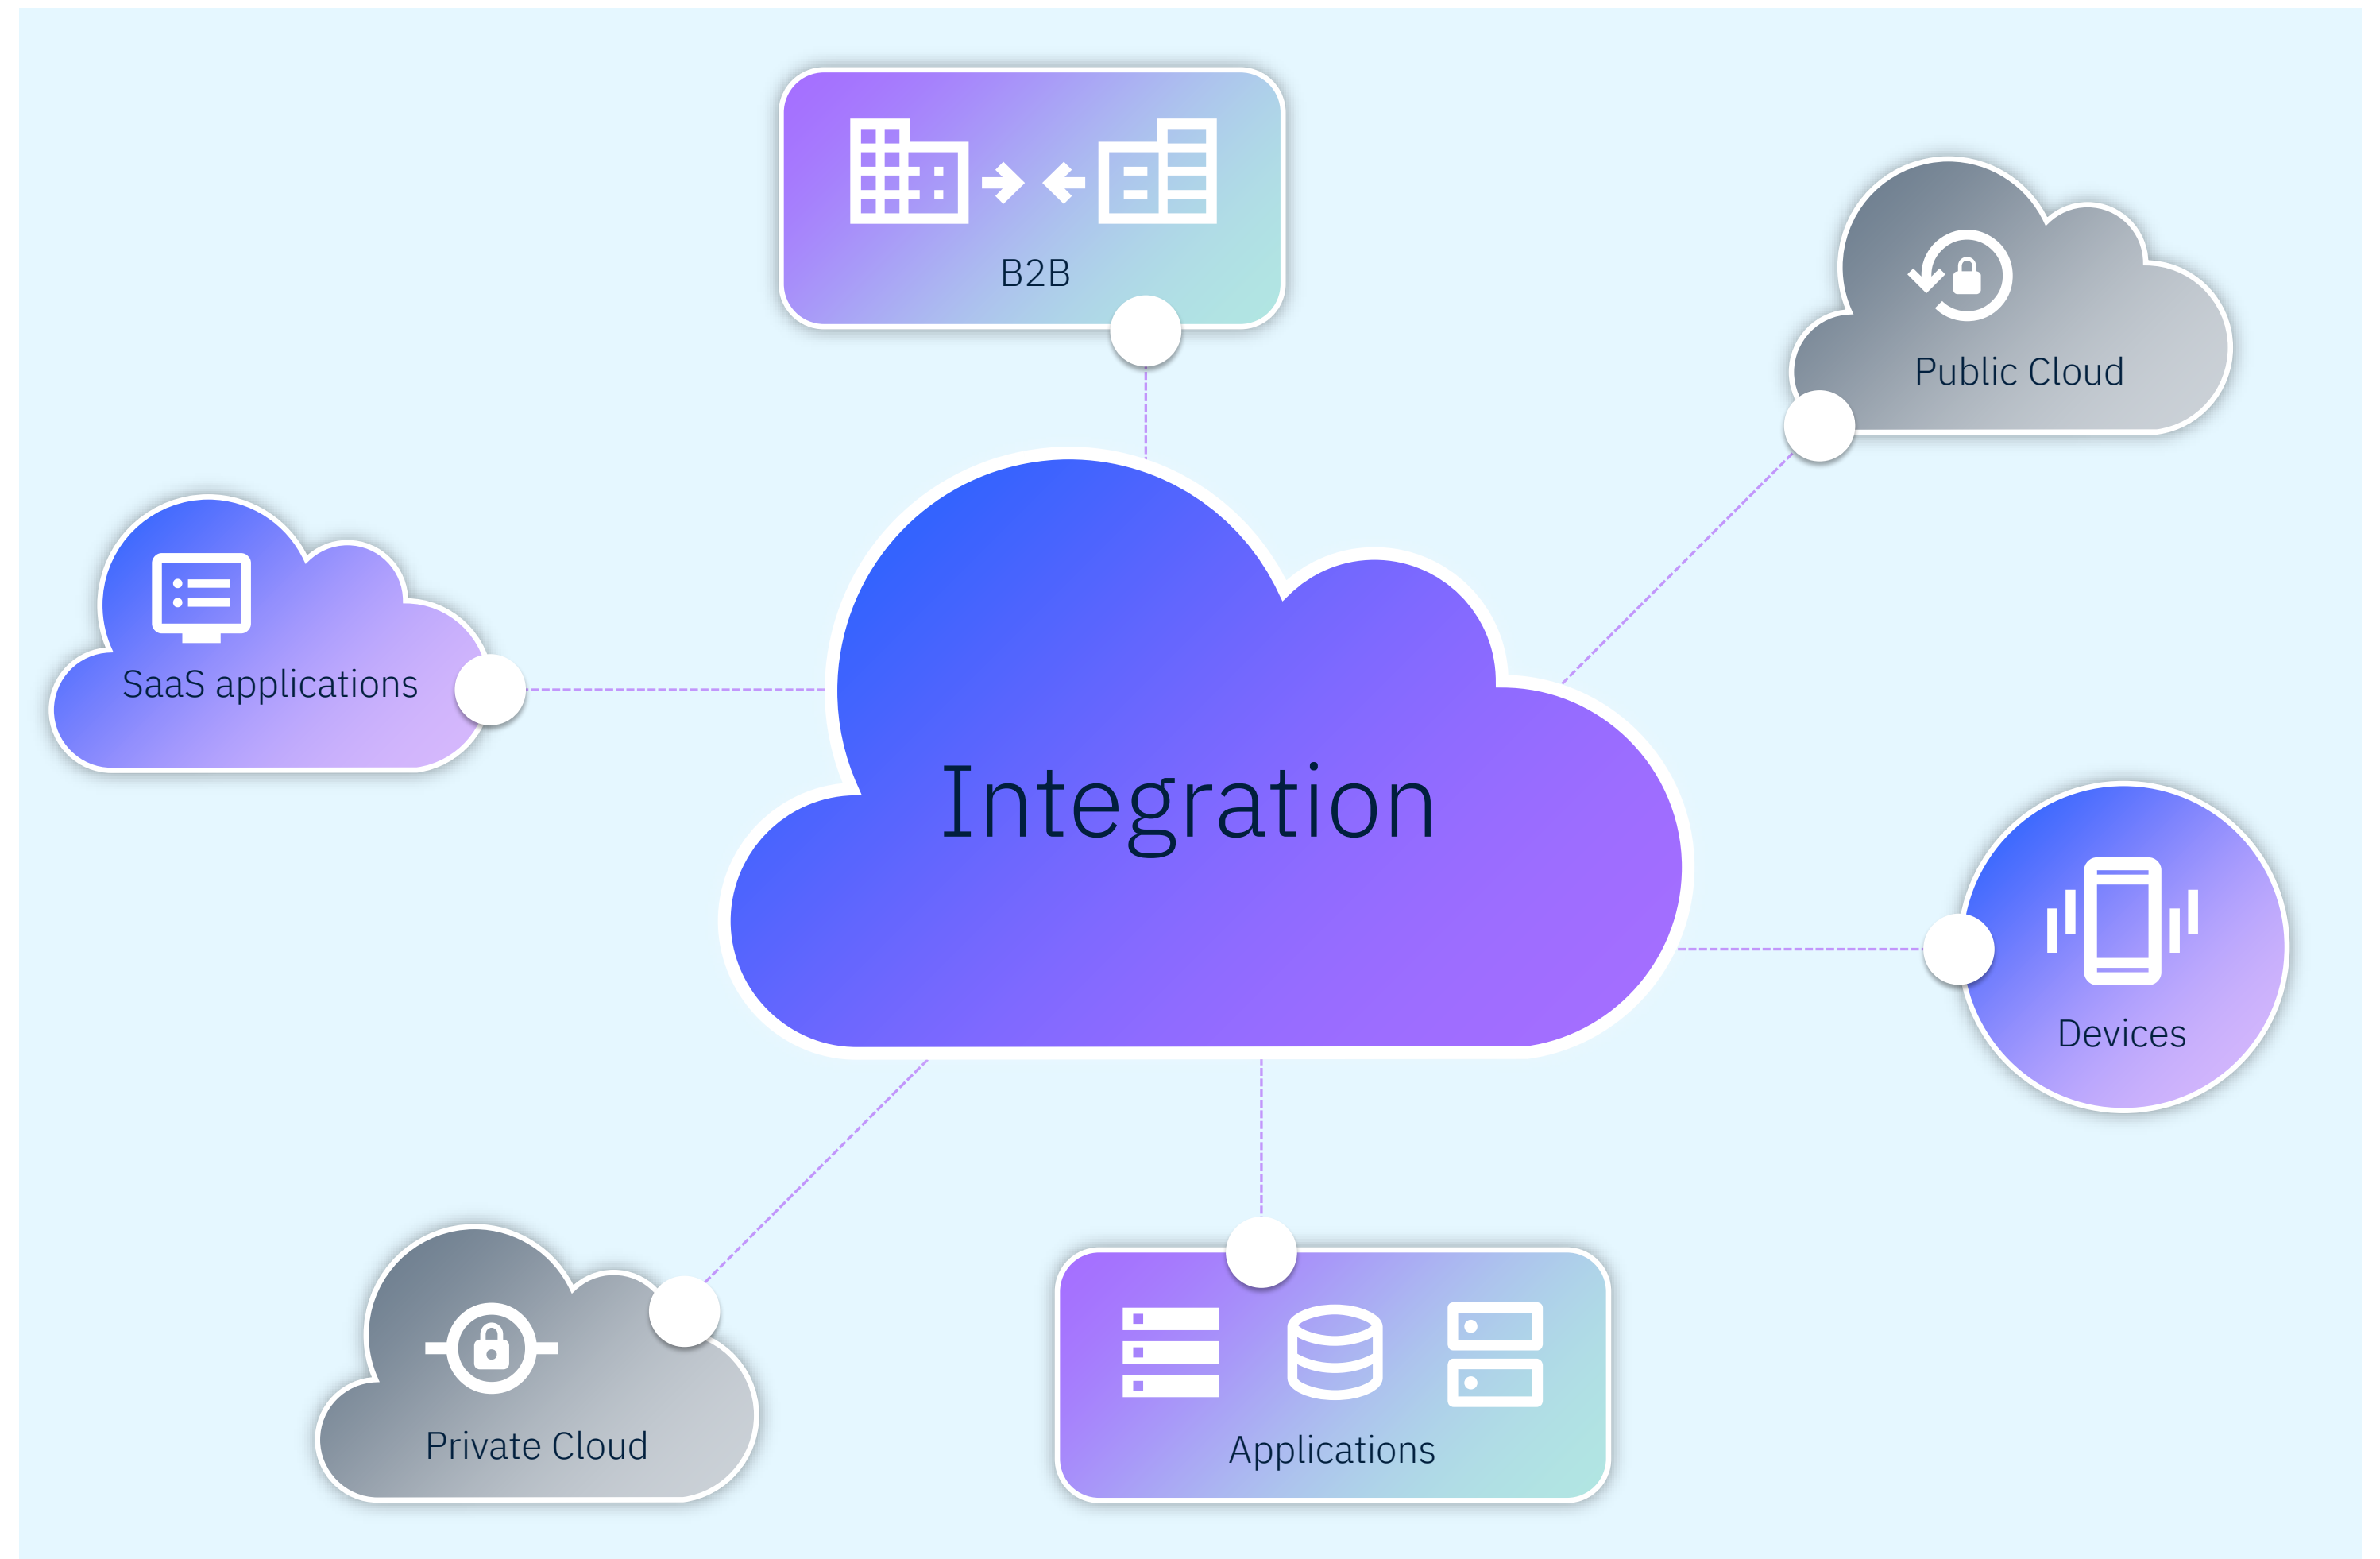 B2B
Public Cloud
SaaS applications
Integration
Devices
Private Cloud
Applications